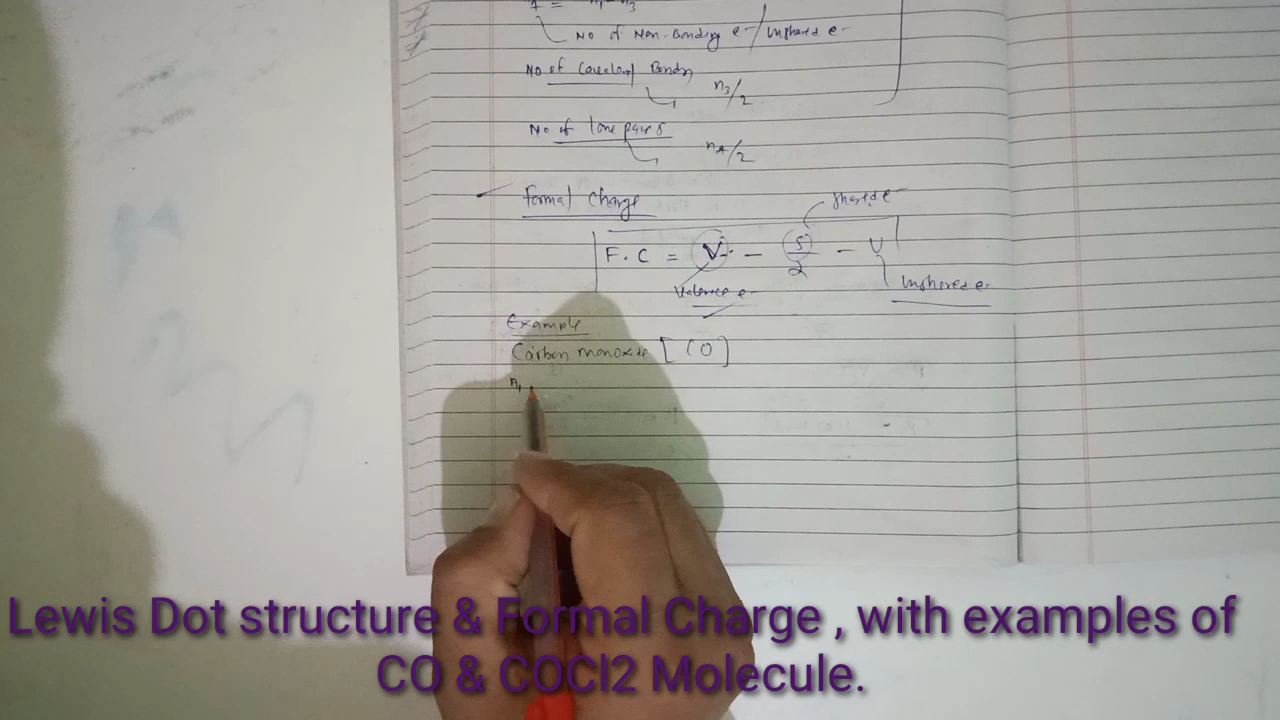 No of Non-Bonding e-/Unshared e-
No of Covalent Bonds
n3/2
No of lone pairs
n4/2
Formal Charge
shared e-
F.C = V - S/2 - U
Valence e-
Unshared e-
Example
Carbon monoxide [CO]
n1
Lewis Dot structure & Formal Charge , with examples of
CO & COCl2 Molecule.